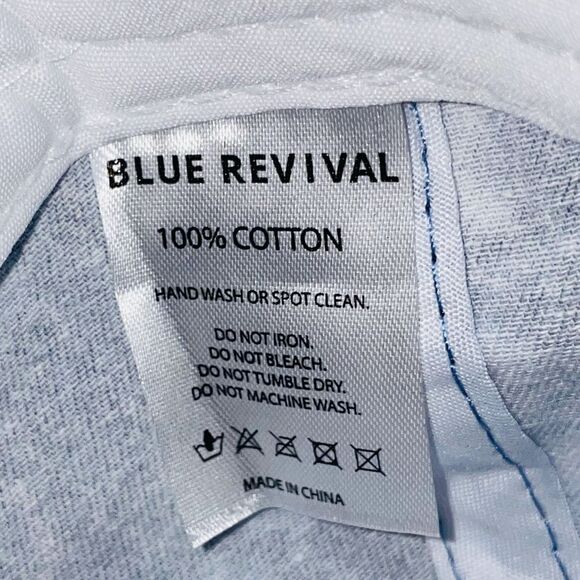 BLUE REVIVAL
100% COTTON
HAND WASH OR SPOT CLEAN.
DO NOT IRON.
DO NOT BLEACH.
DO NOT TUMBLE DRY.
DO NOT MACHINE WASH.
MADE IN CHINA